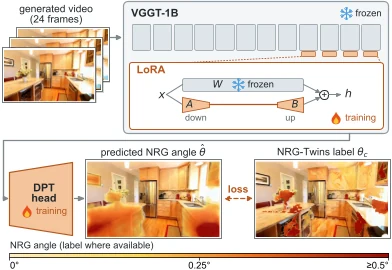 generated video
(24 frames)
VGGT-1B
frozen
LoRA
W frozen
x
A
B
h
down
up
training
predicted NRG angle θ̂
NRG-Twins label θc
DPT
head
training
loss
NRG angle (label where available)
0°
0.25°
≥0.5°